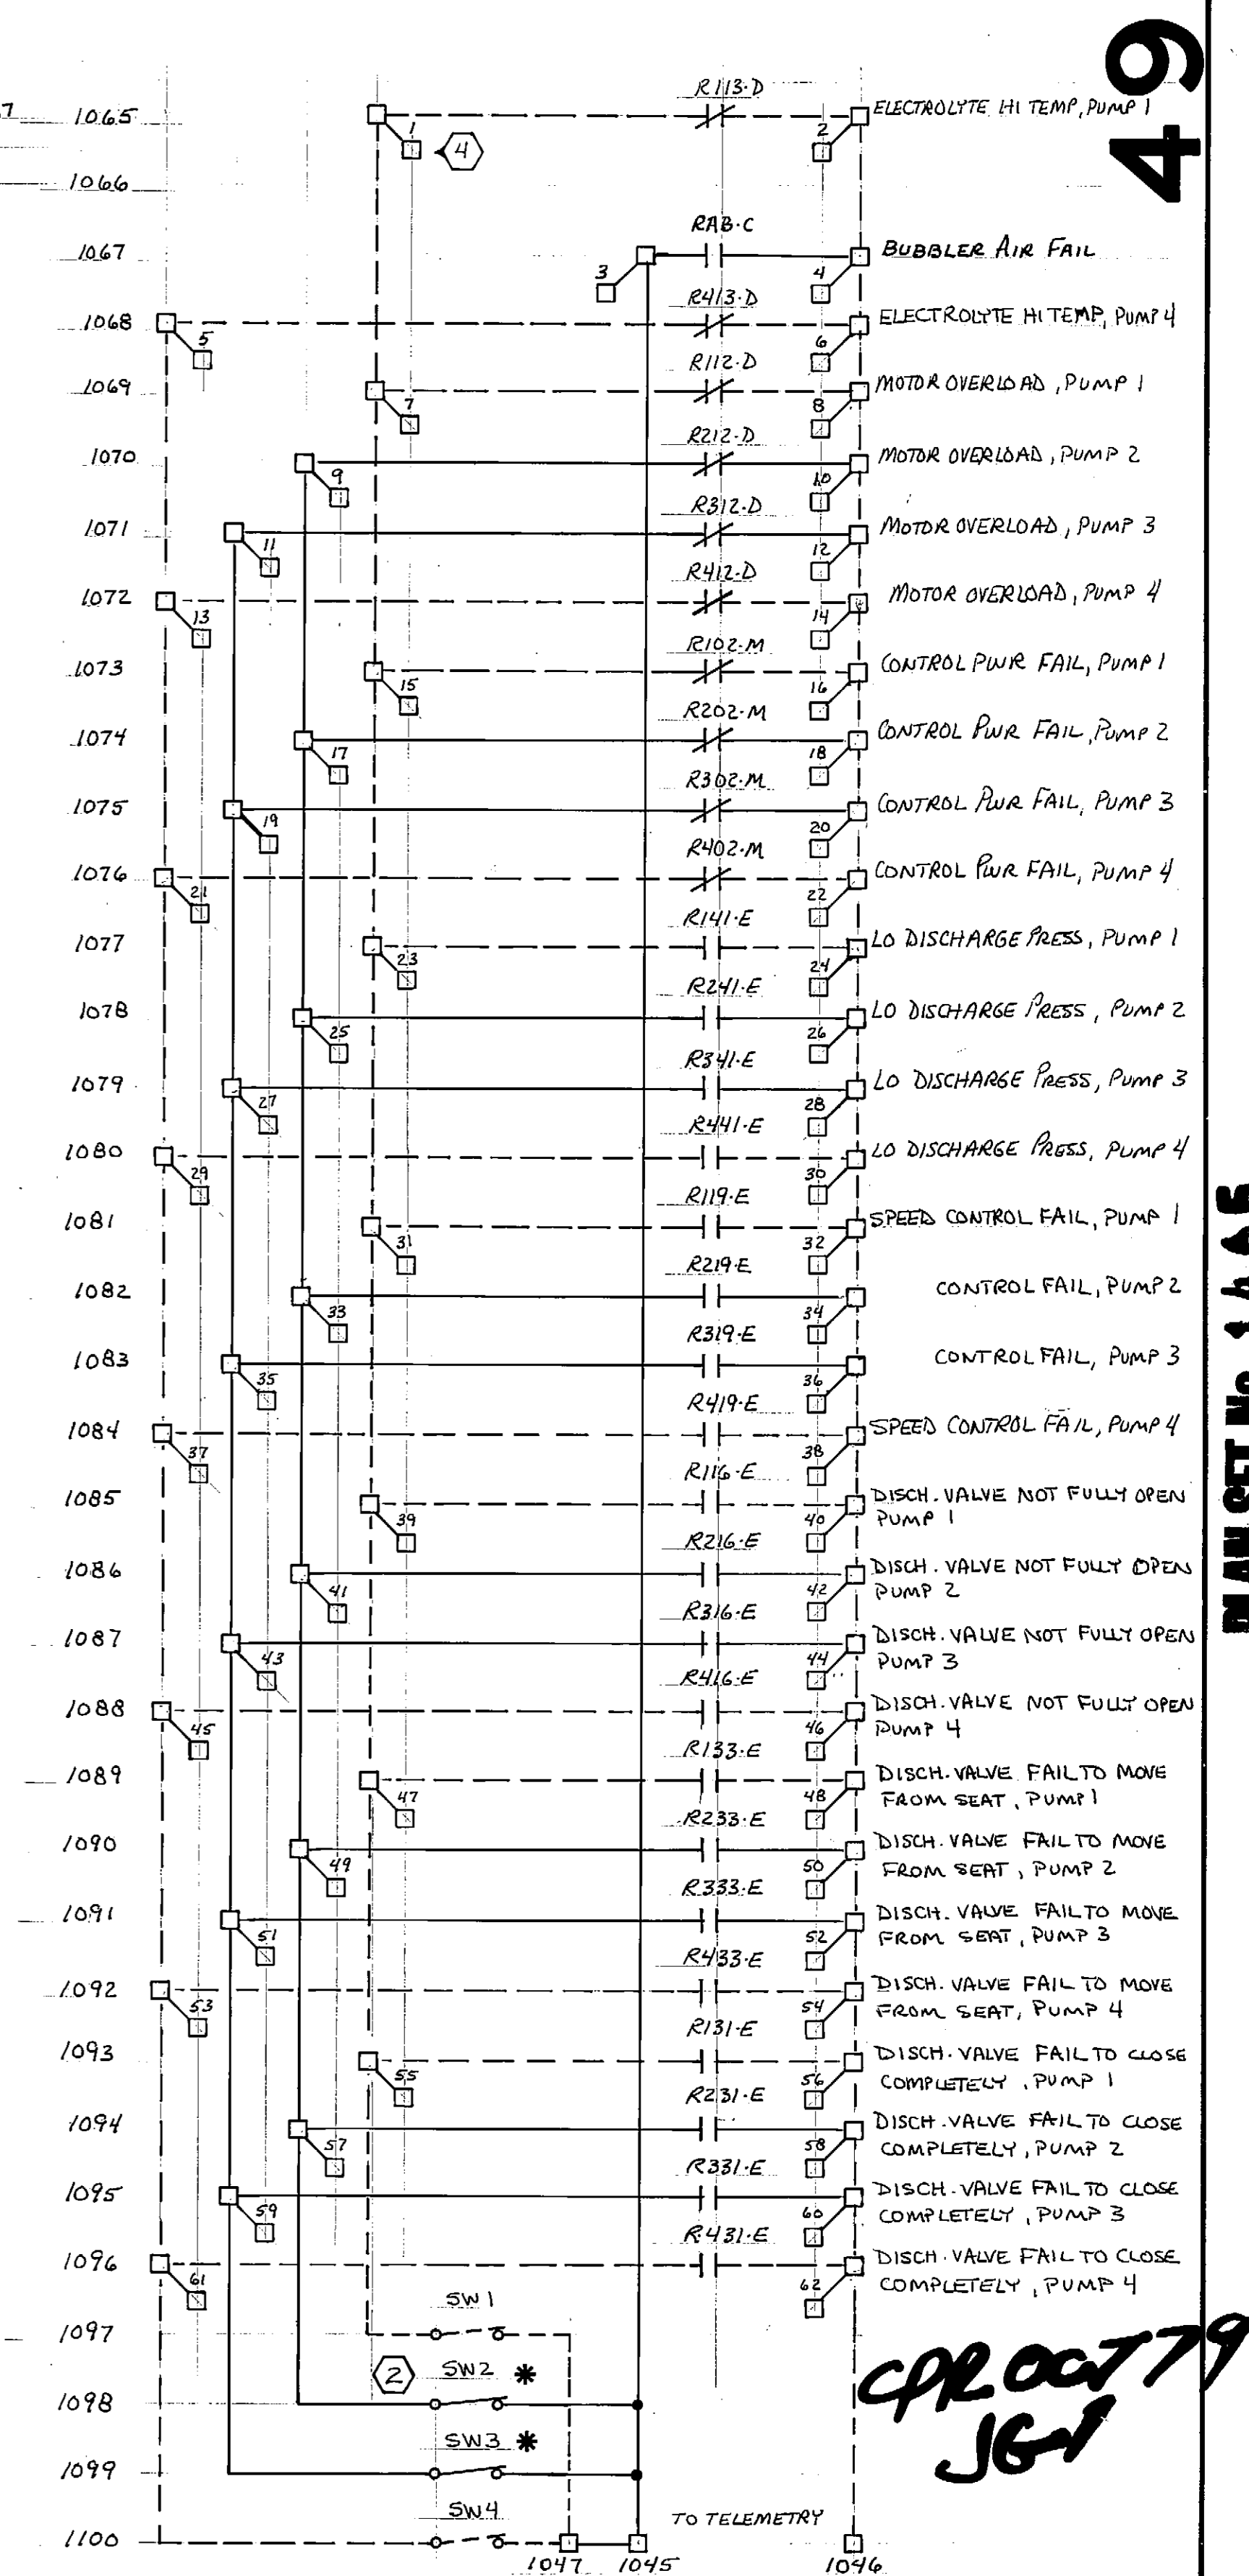 49
R113-D
7 1065 1 4 2 ELECTROLYTE HI TEMP, PUMP 1
1066
RAB-C
1067 3 4 BUBBLER AIR FAIL
R413-D
1068 5 6 ELECTROLYTE HI TEMP, PUMP 4
R112-D
1069 7 8 MOTOR OVERLOAD, PUMP 1
R212-D
1070 9 10 MOTOR OVERLOAD, PUMP 2
R312-D
1071 11 12 MOTOR OVERLOAD, PUMP 3
R412-D
1072 13 14 MOTOR OVERLOAD, PUMP 4
R102-M
1073 15 16 CONTROL PWR FAIL, PUMP 1
R202-M
1074 17 18 CONTROL PWR FAIL, PUMP 2
R302-M
1075 19 20 CONTROL PWR FAIL, PUMP 3
R402-M
1076 21 22 CONTROL PWR FAIL, PUMP 4
R141-E
1077 23 24 LO DISCHARGE PRESS, PUMP 1
R241-E
1078 25 26 LO DISCHARGE PRESS, PUMP 2
R341-E
1079 27 28 LO DISCHARGE PRESS, PUMP 3
R441-E
1080 29 30 LO DISCHARGE PRESS, PUMP 4
R119-E
1081 31 32 SPEED CONTROL FAIL, PUMP 1
R219-E
1082 33 34 CONTROL FAIL, PUMP 2
R319-E
1083 35 36 CONTROL FAIL, PUMP 3
R419-E
1084 37 38 SPEED CONTROL FAIL, PUMP 4
R116-E
1085 39 40 DISCH. VALVE NOT FULLY OPEN
PUMP 1
R216-E
1086 41 42 DISCH. VALVE NOT FULLY OPEN
PUMP 2
R316-E
1087 43 44 DISCH. VALVE NOT FULLY OPEN
PUMP 3
R416-E
1088 45 46 DISCH. VALVE NOT FULLY OPEN
PUMP 4
R133-E
1089 47 48 DISCH. VALVE FAIL TO MOVE
FROM SEAT, PUMP 1
R233-E
1090 49 50 DISCH. VALVE FAIL TO MOVE
FROM SEAT, PUMP 2
R333-E
1091 51 52 DISCH. VALVE FAIL TO MOVE
FROM SEAT, PUMP 3
R433-E
1092 53 54 DISCH. VALVE FAIL TO MOVE
FROM SEAT, PUMP 4
R131-E
1093 55 56 DISCH. VALVE FAIL TO CLOSE
COMPLETELY, PUMP 1
R231-E
1094 57 58 DISCH. VALVE FAIL TO CLOSE
COMPLETELY, PUMP 2
R331-E
1095 59 60 DISCH. VALVE FAIL TO CLOSE
COMPLETELY, PUMP 3
R431-E
1096 61 62 DISCH. VALVE FAIL TO CLOSE
COMPLETELY, PUMP 4
SW1
1097
2 SW2 *
1098
SW3 *
1099
SW4
1100 TO TELEMETRY
1047 1045 1046